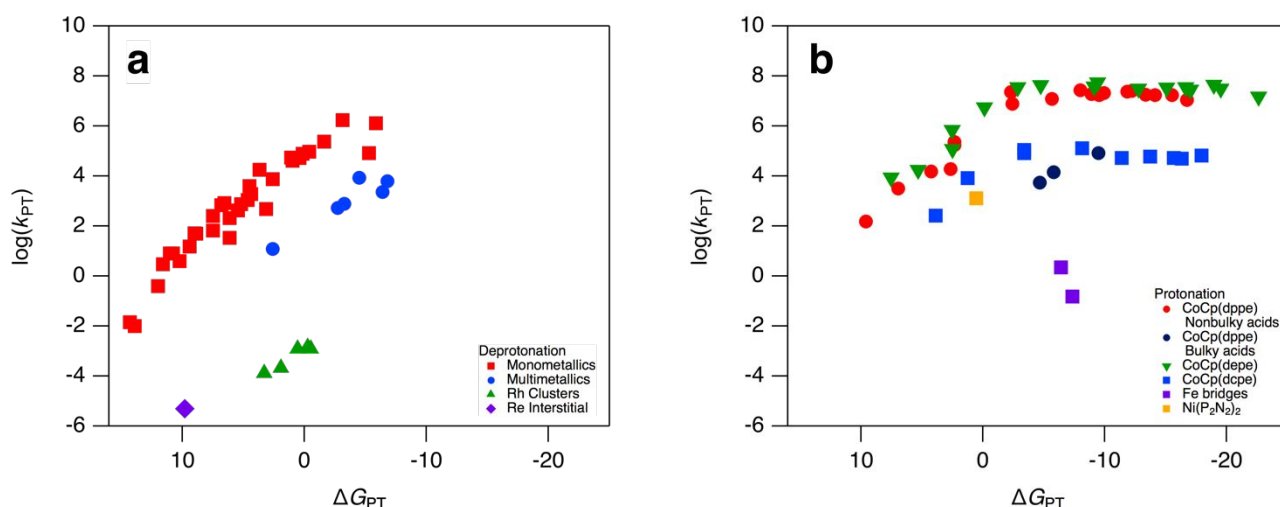 a
10
8
6
4
2
0
-2
-4
-6
log(kPT)
10
0
-10
-20
ΔGPT
Deprotonation
Monometallics
Multimetallics
Rh Clusters
Re Interstitial
b
10
8
6
4
2
0
-2
-4
-6
log(kPT)
10
0
-10
-20
ΔGPT
Protonation
CoCp(dppe)
Nonbulky acids
CoCp(dppe)
Bulky acids
CoCp(depe)
CoCp(dcpe)
Fe bridges
Ni(P₂N₂)₂